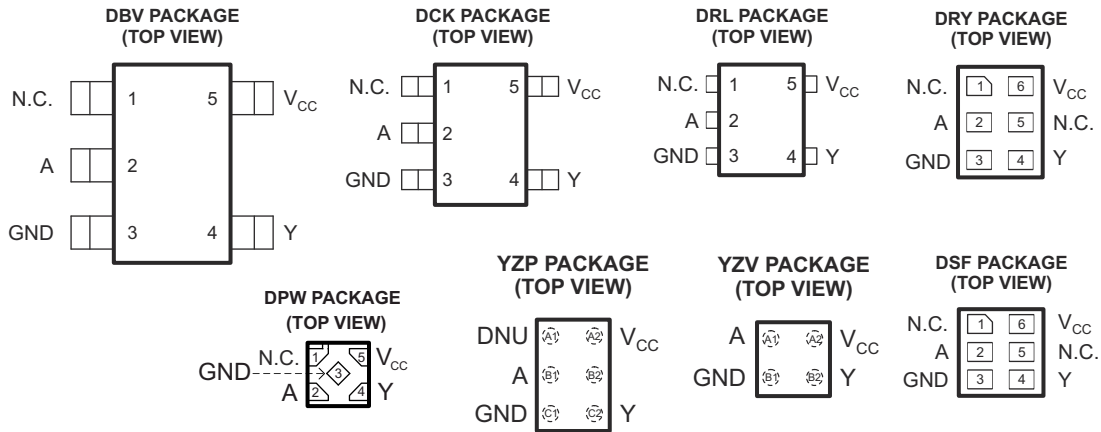 DBV PACKAGE
(TOP VIEW)
N.C. 1 5 VCC
A 2
GND 3 4 Y
DCK PACKAGE
(TOP VIEW)
N.C. 1 5 VCC
A 2
GND 3 4 Y
DRL PACKAGE
(TOP VIEW)
N.C. 1 5 VCC
A 2
GND 3 4 Y
DRY PACKAGE
(TOP VIEW)
N.C. 1 6 VCC
A 2 5 N.C.
GND 3 4 Y
DPW PACKAGE
(TOP VIEW)
N.C. 1 5 VCC
GND 3
A 2 4 Y
YZP PACKAGE
(TOP VIEW)
DNU A1 A2 VCC
A B1 B2
GND C1 C2 Y
YZV PACKAGE
(TOP VIEW)
A A1 A2 VCC
GND B1 B2 Y
DSF PACKAGE
(TOP VIEW)
N.C. 1 6 VCC
A 2 5 N.C.
GND 3 4 Y